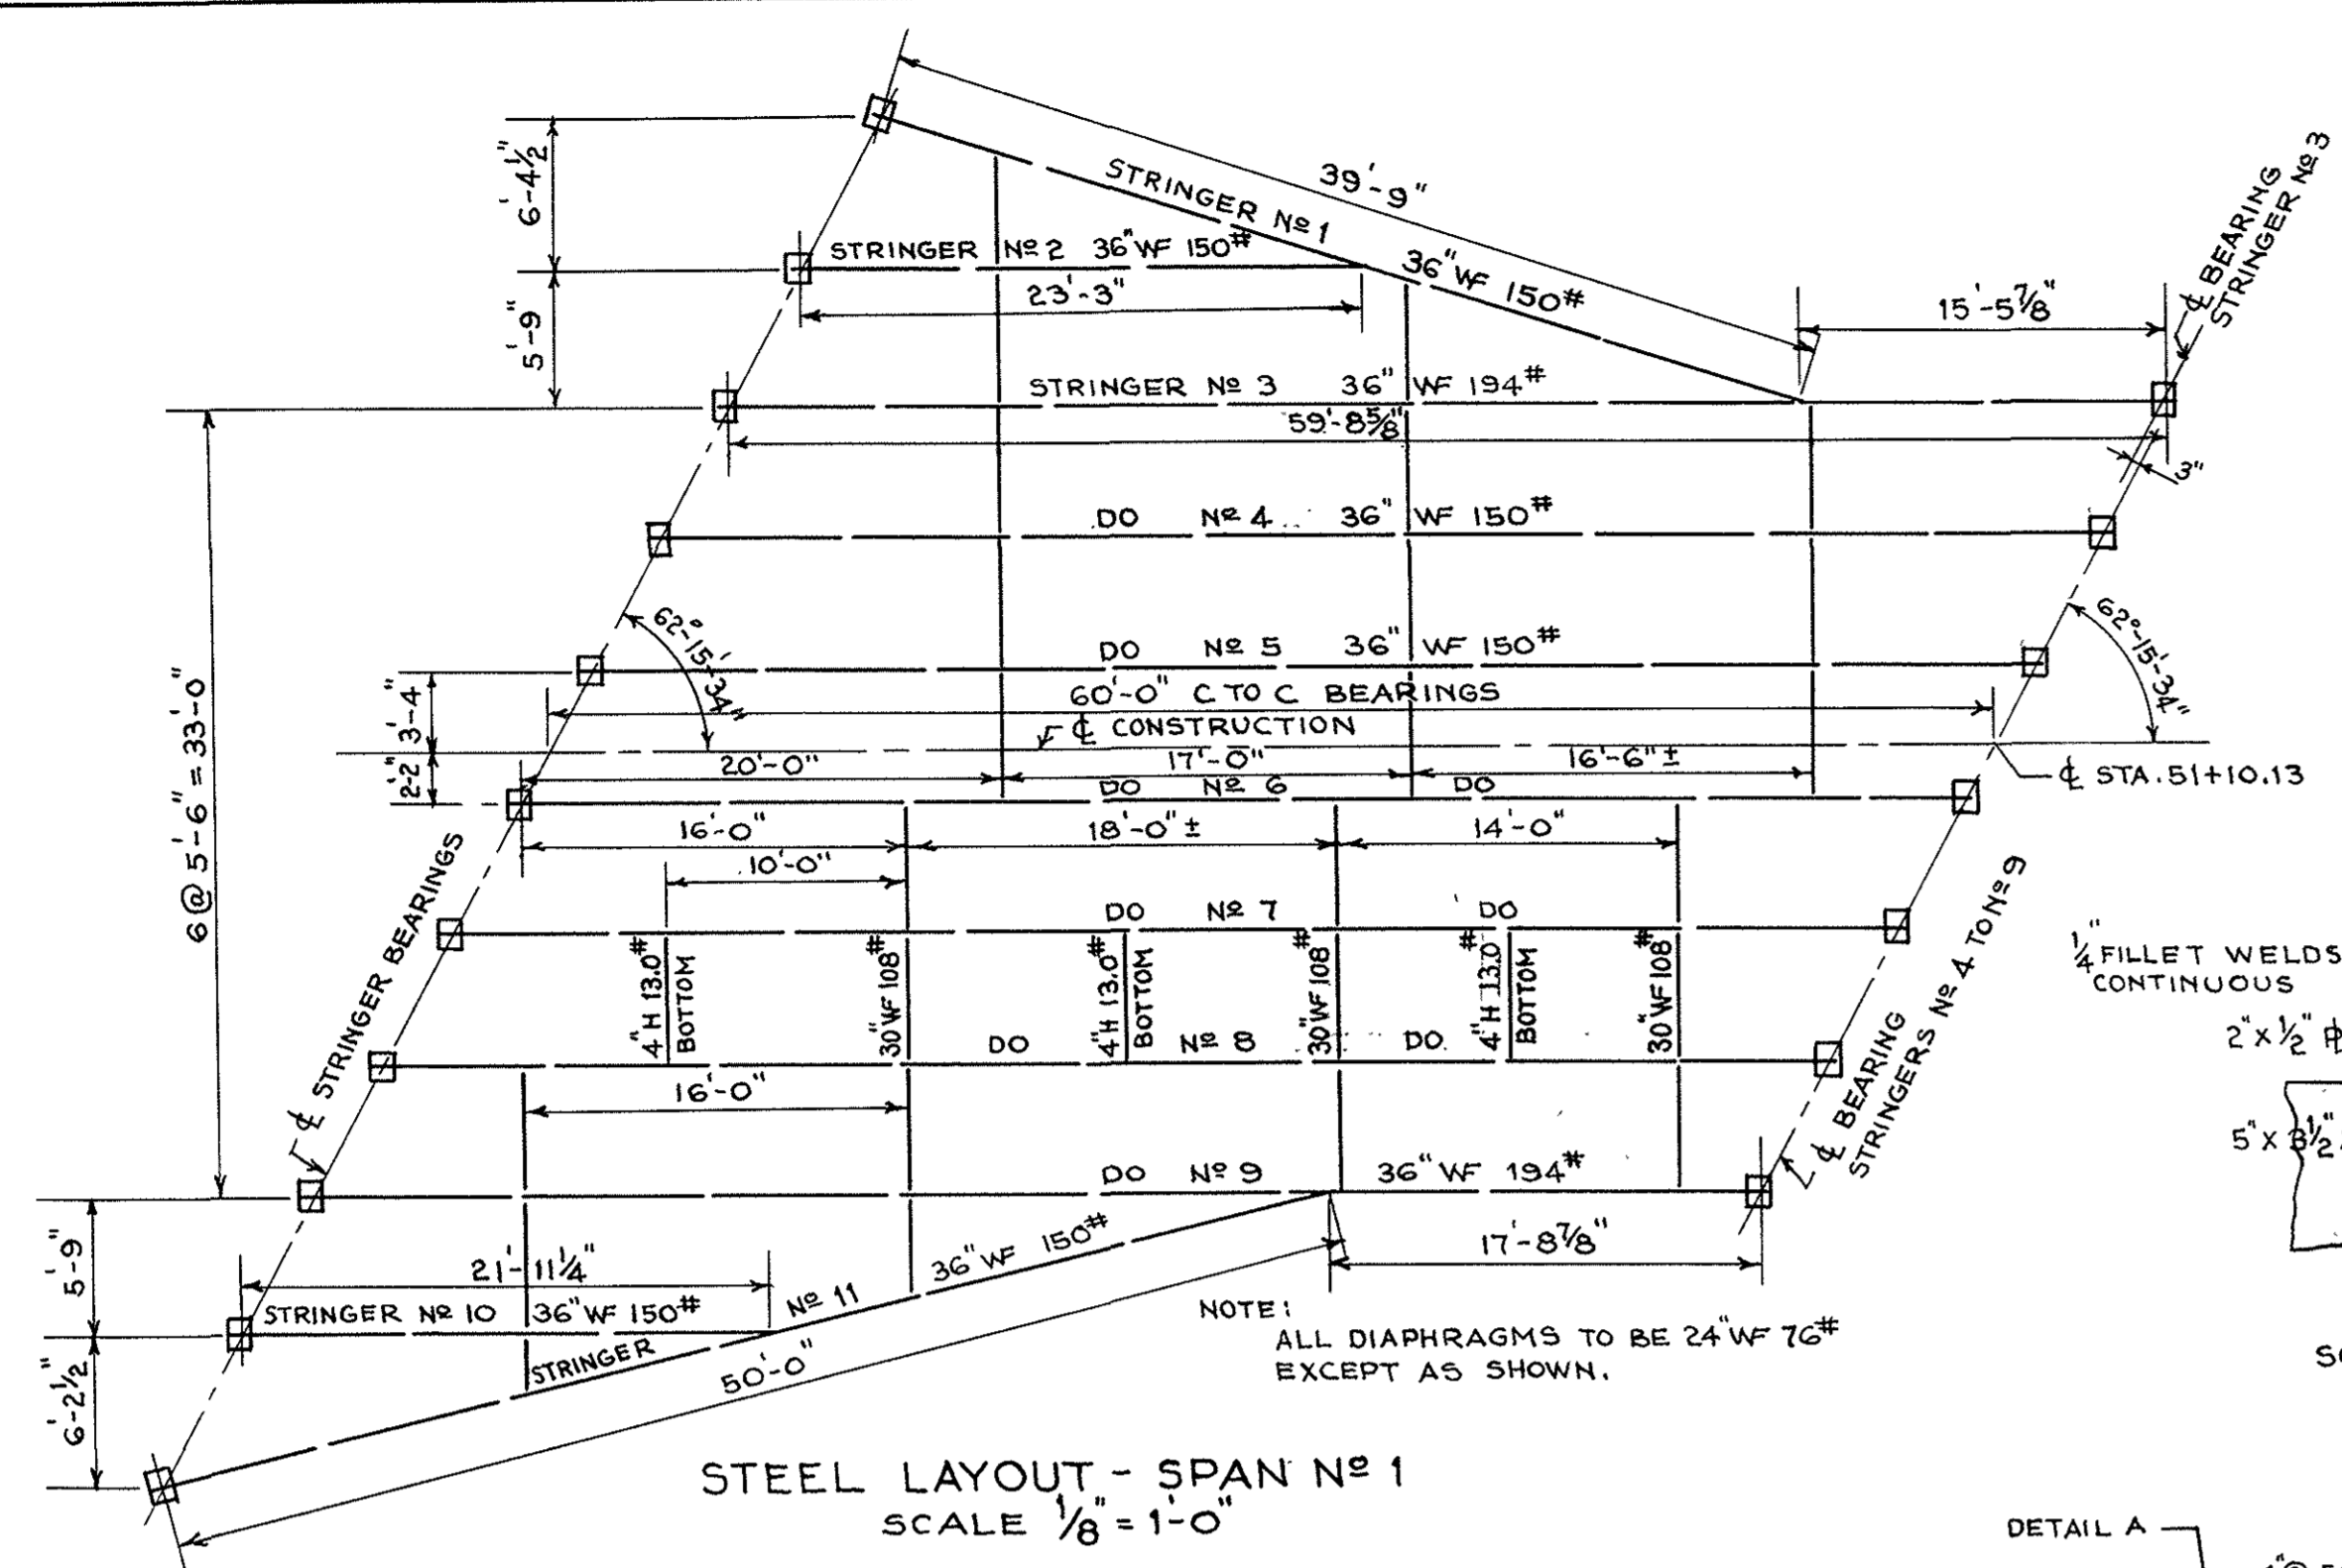 39'-9"
6'-4½"
STRINGER Nº 1
36" WF 150#
STRINGER Nº 2 36" WF 150#
23'-3"
5'-9"
15'-5⅞"
℄ BEARING
STRINGER Nº 3
STRINGER Nº 3 36" WF 194#
59'-8⅝"
3"
DO Nº 4 36" WF 150#
62°-15'-34"
62°-15'-34"
DO Nº 5 36" WF 150#
60'-0" C TO C BEARINGS
3'-4"
℄ CONSTRUCTION
2'-2"
20'-0"
17'-0"
16'-6" ±
℄ STA. 51+10.13
6 @ 5'-6" = 33'-0"
DO Nº 6 DO
16'-0"
18'-0" ±
14'-0"
10'-0"
℄ STRINGER BEARINGS
DO Nº 7 DO
4" H 13.0#
BOTTOM
30" WF 108#
4" H 13.0#
BOTTOM
30" WF 108#
4" H 13.0#
BOTTOM
30" WF 108#
DO Nº 8 DO
16'-0"
℄ BEARING
STRINGERS Nº 4 TO Nº 9
¼" FILLET WELDS
CONTINUOUS
2" x ½" ⅊
5" x 3½"
DO Nº 9 36" WF 194#
17'-8⅞"
5'-9"
21'-11¼"
STRINGER Nº 10 36" WF 150#
STRINGER Nº 11 36" WF 150#
50'-0"
6'-2½"
NOTE:
ALL DIAPHRAGMS TO BE 24" WF 76#
EXCEPT AS SHOWN.
STEEL LAYOUT - SPAN Nº 1
SCALE ⅛" = 1'-0"
DETAIL A